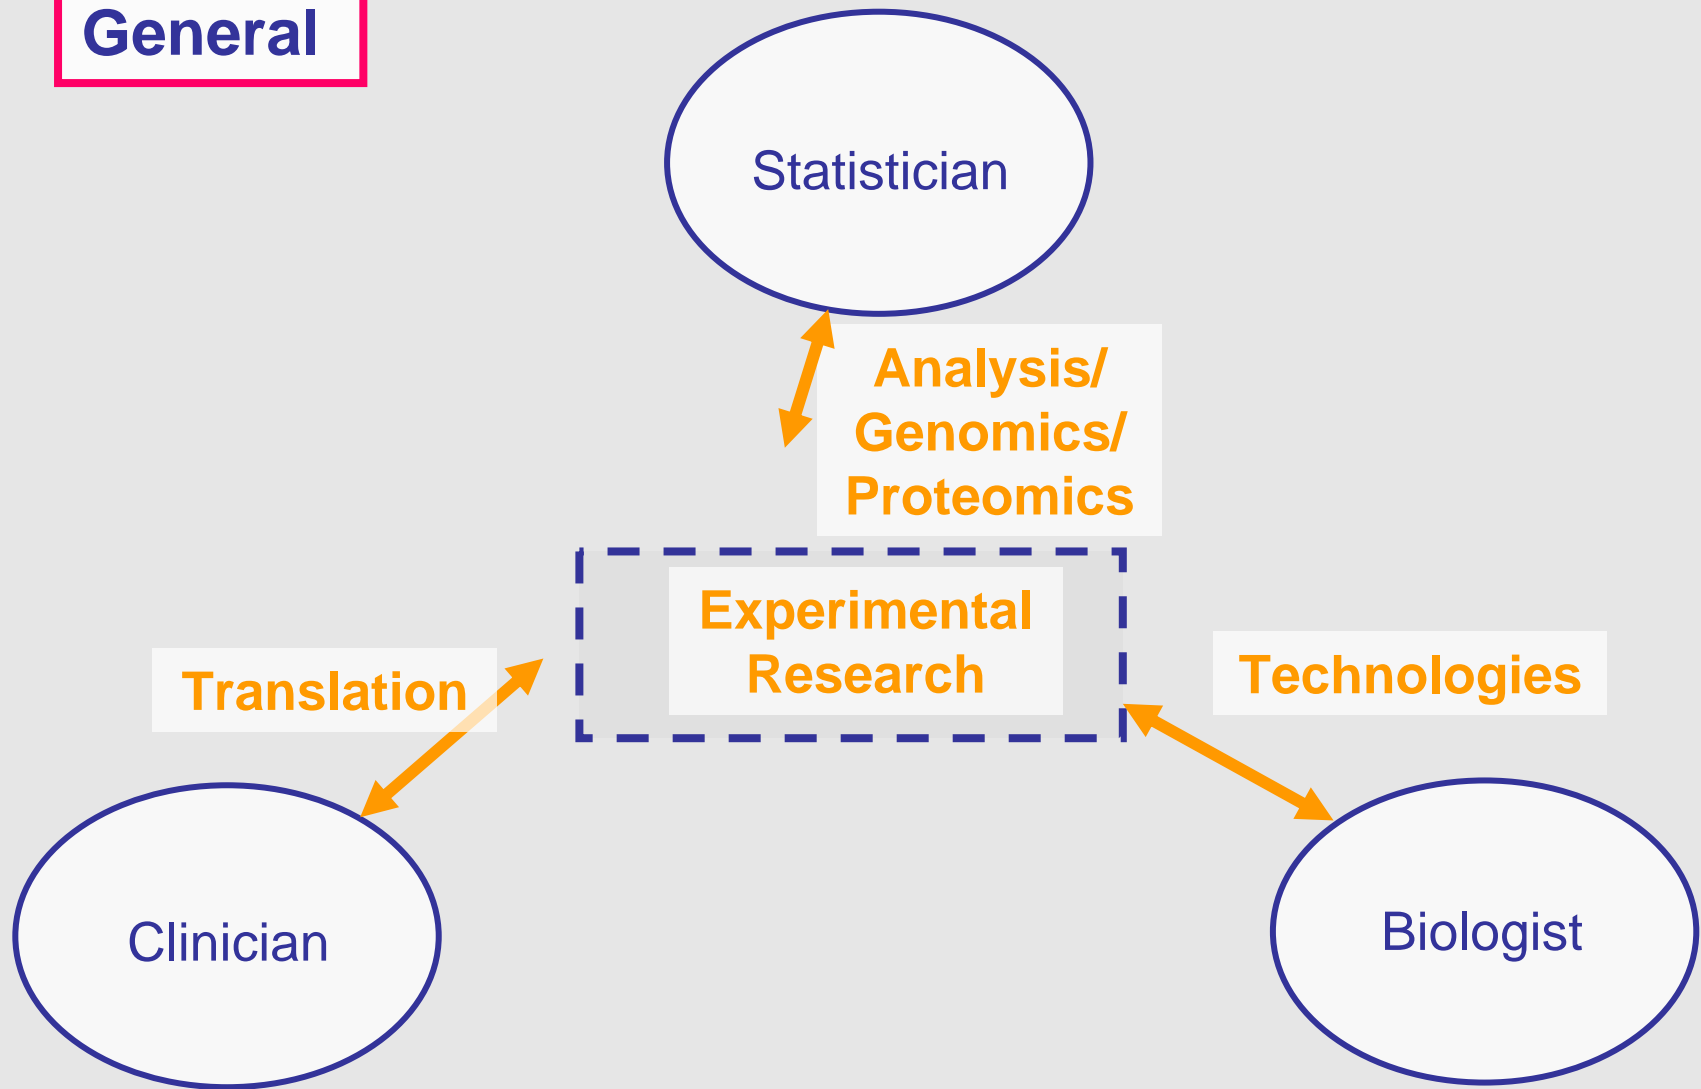 General
Statistician
Analysis/
Genomics/
Proteomics
Experimental
Research
Translation
Technologies
Clinician
Biologist